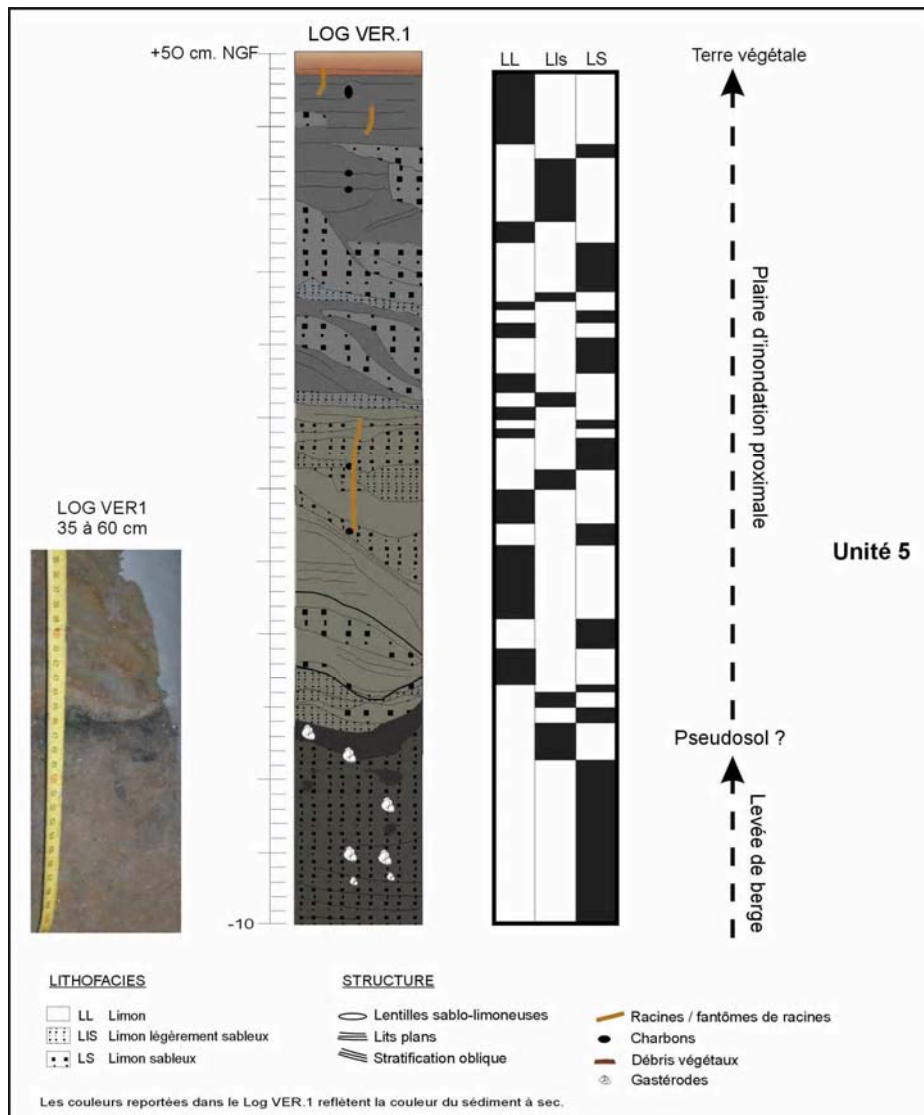 LOG VER.1
+50 cm. NGF
LL LIs LS
Terre végétale
Plaine d'inondation proximale
Unité 5
LOG VER1
35 à 60 cm
Pseudosol ?
Levée de berge
-10
LITHOFACIES
LL Limon
LIS Limon légèrement sableux
LS Limon sableux
STRUCTURE
Lentilles sablo-limoneuses
Lits plans
Stratification oblique
Racines / fantômes de racines
Charbons
Débris végétaux
Gastérodes
Les couleurs reportées dans le Log VER.1 reflètent la couleur du sédiment à sec.